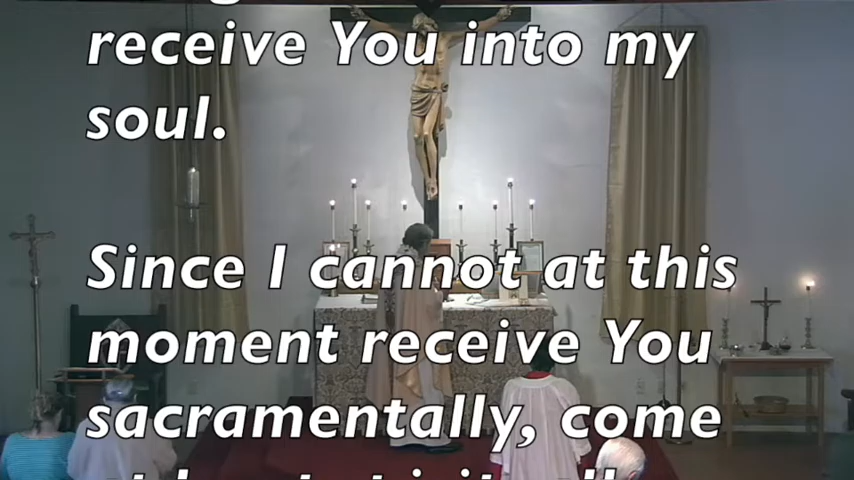 receive You into my
soul.
Since I cannot at this
moment receive You
sacramentally, come